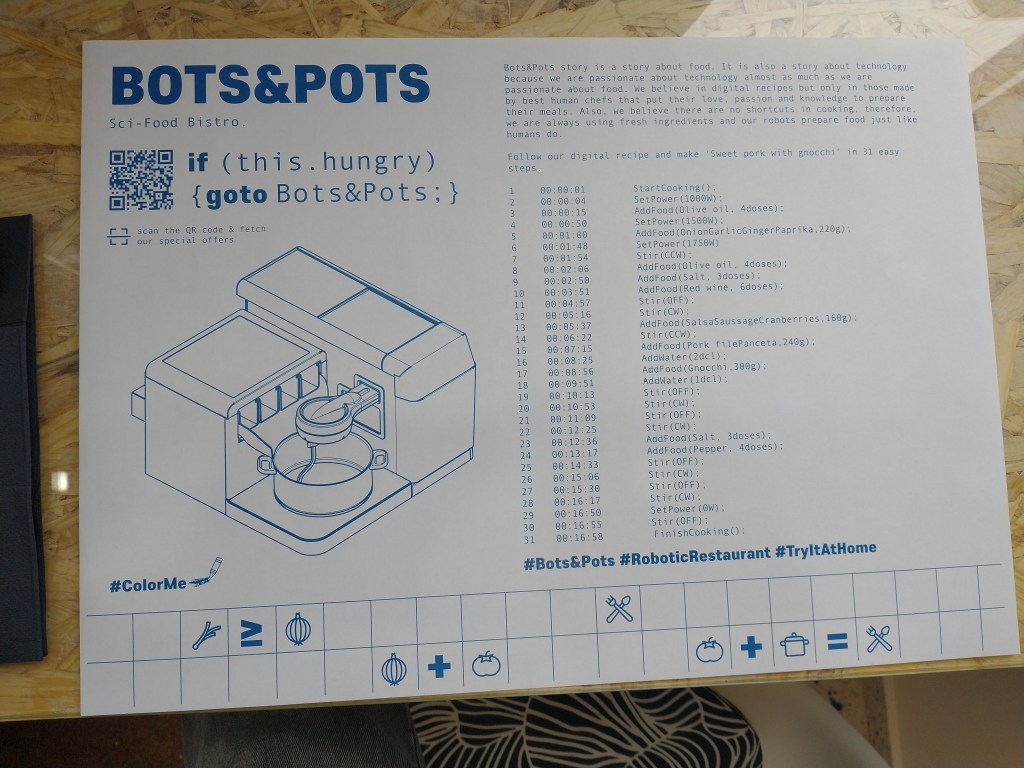 BOTS&POTS
Sci-Food Bistro.
if (this.hungry)
{goto Bots&Pots;}
scan the QR code & fetch
our special offers
Bots&Pots story is a story about food. It is also a story about technology
because we are passionate about technology almost as much as we are
passionate about food. We believe in digital recipes but only in those made
by best human chefs that put their love, passion and knowledge to prepare
their meals. Also, we believe there are no shortcuts in cooking, therefore,
we are always using fresh ingredients and our robots prepare food just like
humans do.
Follow our digital recipe and make 'Sweet pork with gnocchi' in 31 easy
steps.
1 00:00:01 StartCooking();
2 00:00:04 SetPower(1000W);
3 00:00:15 AddFood(Olive oil, 4doses);
4 00:00:50 SetPower(1500W);
5 00:01:00 AddFood(OnionGarlicGingerPaprika,220g);
6 00:01:48 SetPower(1750W)
7 00:01:54 Stir(CCW);
8 00:02:06 AddFood(Olive oil, 4doses);
9 00:02:50 AddFood(Salt, 3doses);
10 00:03:51 AddFood(Red wine, 6doses);
11 00:04:57 Stir(OFF);
12 00:05:16 Stir(CW);
13 00:05:37 AddFood(SalsaSaussageCranberries,160g);
14 00:06:22 Stir(CCW);
15 00:07:15 AddFood(Pork filePanceta,240g);
16 00:08:25 AddWater(2dcl);
17 00:08:56 AddFood(Gnocchi,300g);
18 00:09:51 AddWater(1dcl);
19 00:10:13 Stir(OFF);
20 00:10:53 Stir(CW);
21 00:11:09 Stir(OFF);
22 00:12:25 Stir(CW);
23 00:12:36 AddFood(Salt, 3doses);
24 00:13:17 AddFood(Pepper, 4doses);
25 00:14:33 Stir(OFF);
26 00:15:06 Stir(CW);
27 00:15:30 Stir(OFF);
28 00:16:17 Stir(CW);
29 00:16:50 SetPower(0W);
30 00:16:55 Stir(OFF);
31 00:16:58 FinishCooking();
#Bots&Pots #RoboticRestaurant #TryItAtHome
#ColorMe
≥
+ + =